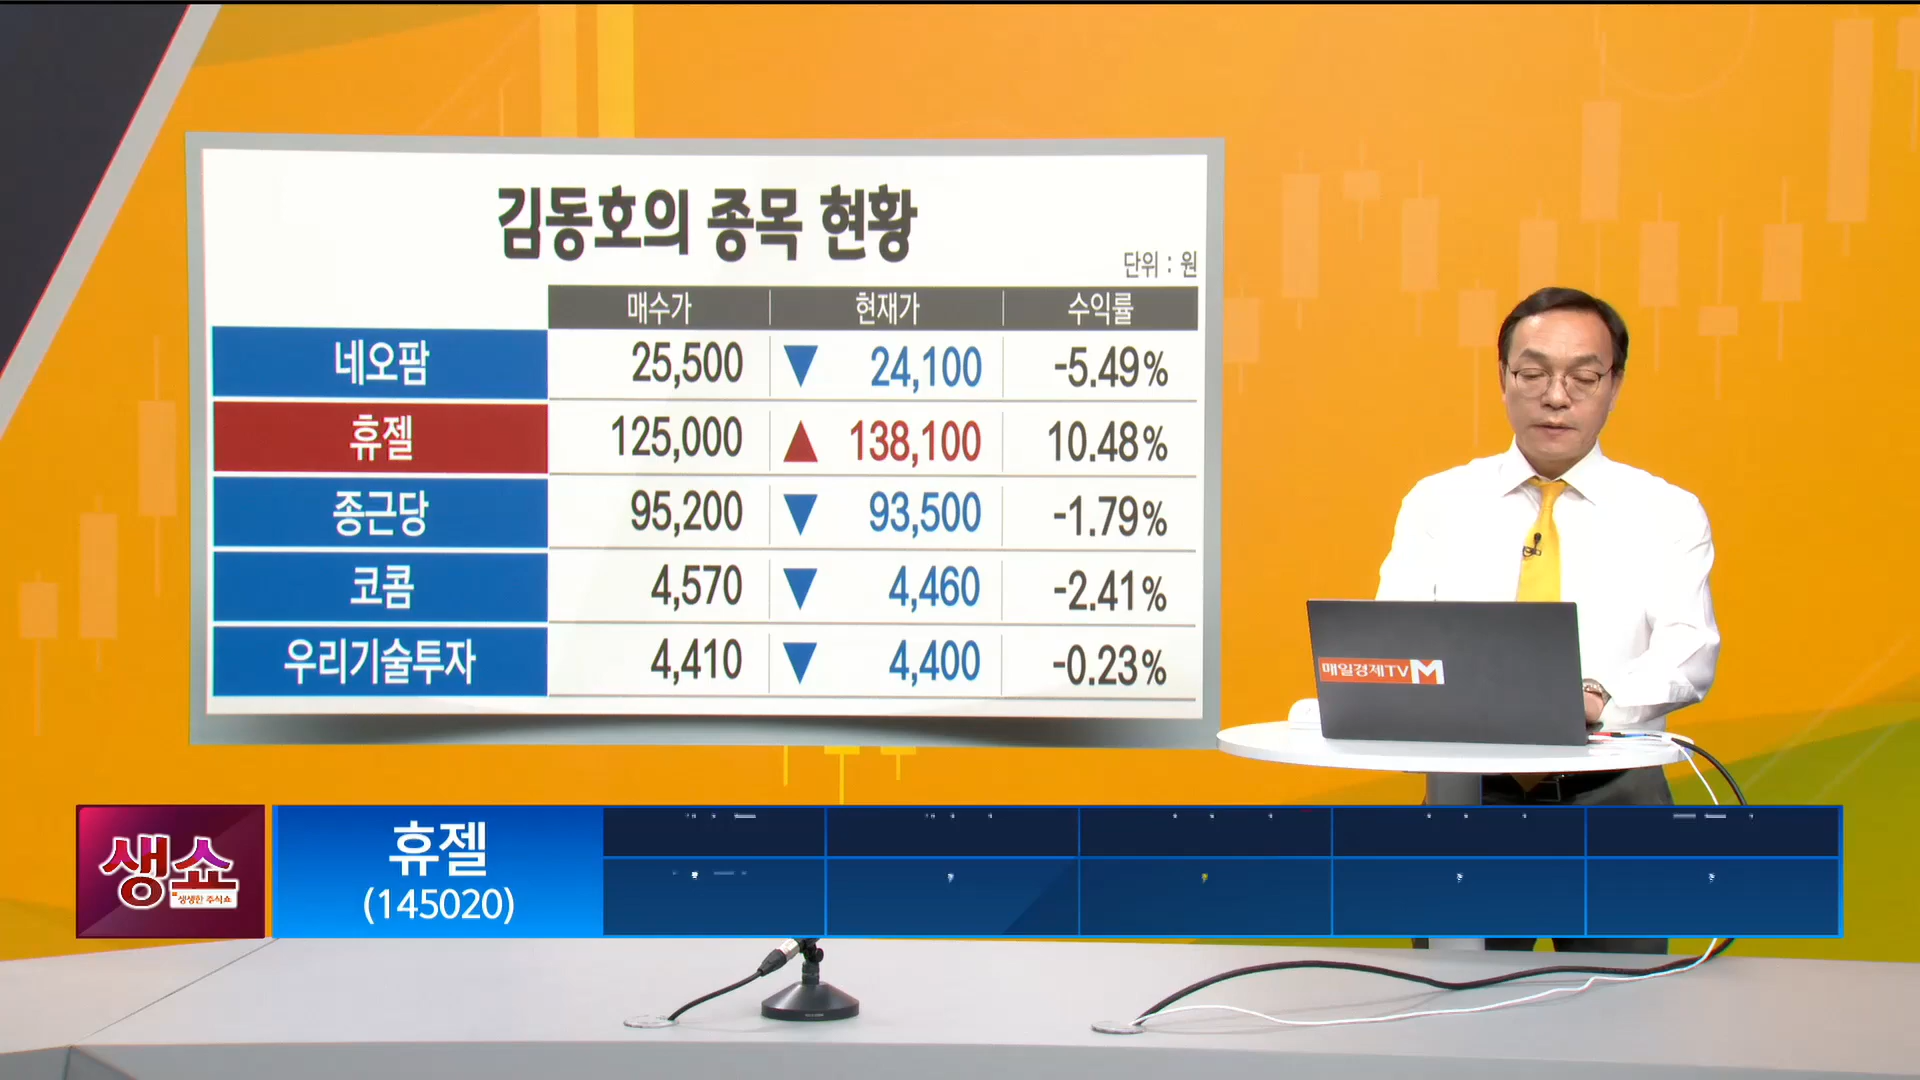 김동호의 종목 현황
단위 : 원
매수가 현재가 수익률
네오팜 25,500 ▼ 24,100 -5.49%
휴젤 125,000 ▲ 138,100 10.48%
종근당 95,200 ▼ 93,500 -1.79%
코콤 4,570 ▼ 4,460 -2.41%
우리기술투자 4,410 ▼ 4,400 -0.23%
매일경제TV M
생쇼
생생한 주식쇼
휴젤
(145020)